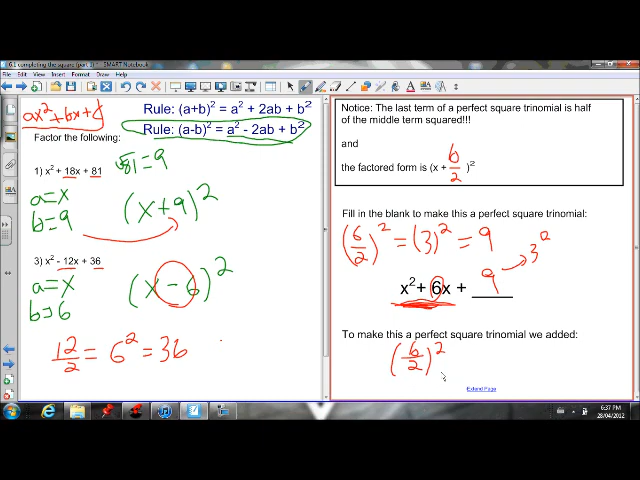 6.1 completing the square (part 1) * - SMART Notebook
File Edit View Insert Format Tools Draw Help
ax² + bx + c
Rule: (a+b)² = a² + 2ab + b²
Rule: (a-b)² = a² - 2ab + b²
Factor the following:
1) x² + 18x + 81
√81 = 9
a = x
b = 9
(x + 9)²
3) x² - 12x + 36
a = x
b = 6
(x - 6)²
12/2 = 6² = 36
Notice: The last term of a perfect square trinomial is half
of the middle term squared!!!
and
the factored form is (x + b/2 )²
Fill in the blank to make this a perfect square trinomial:
(6/2)² = (3)² = 9
x² + 6x + 9 → 3²
To make this a perfect square trinomial we added:
(6/2)²
Extend Page
6:37 PM
28/04/2012